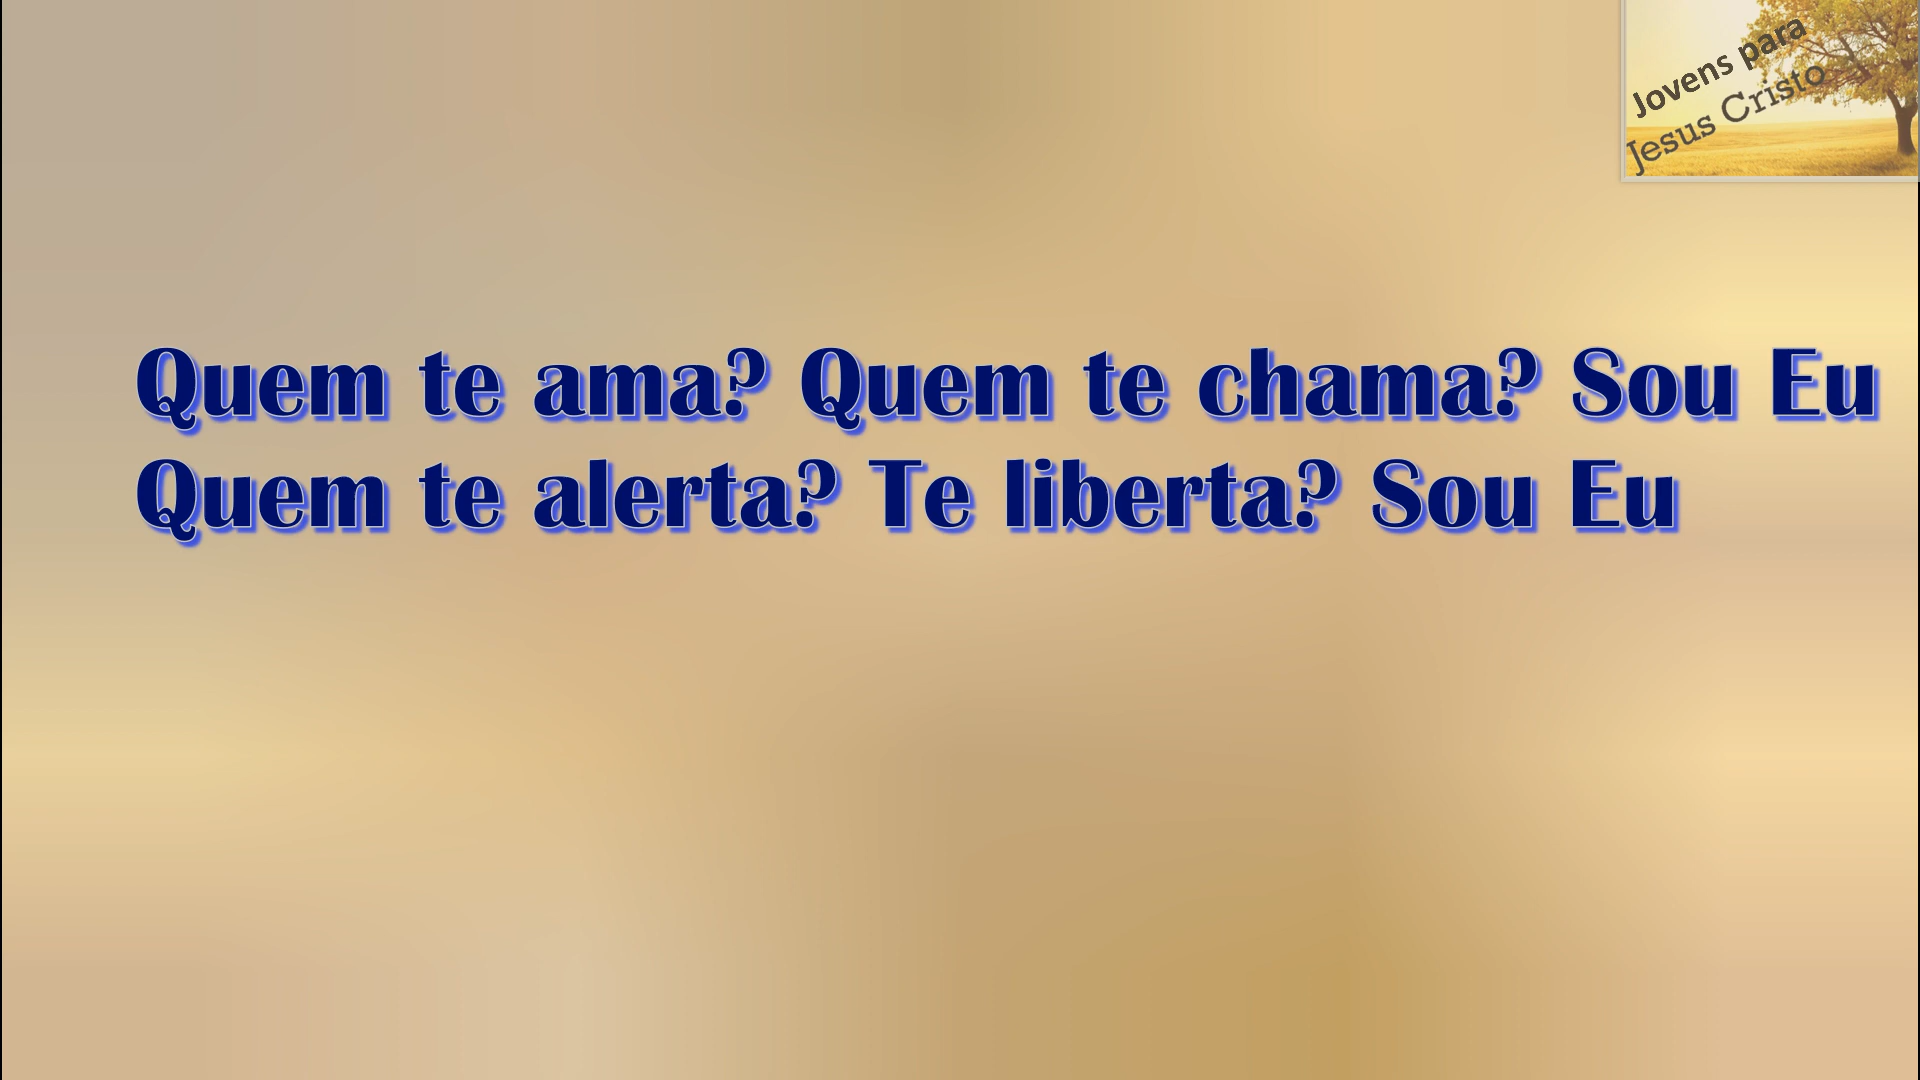 Jovens para
Jesus Cristo
Quem te ama? Quem te chama? Sou Eu
Quem te alerta? Te liberta? Sou Eu